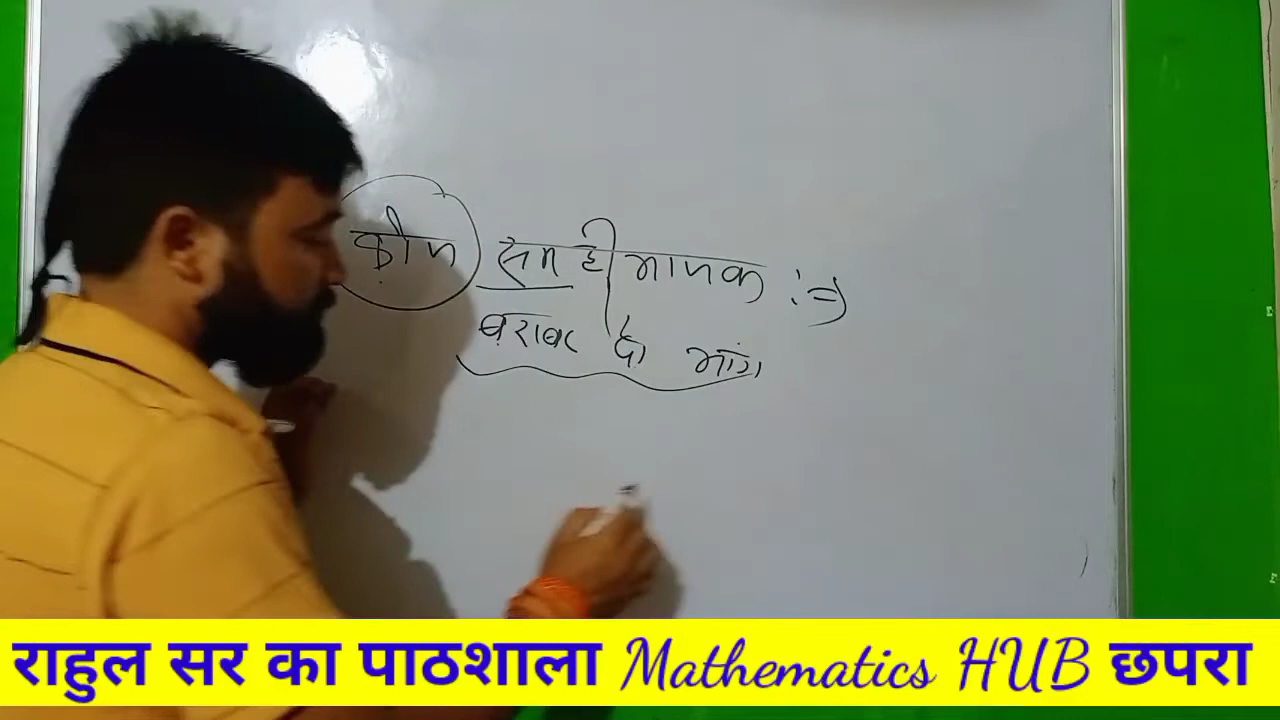 कोण समद्विभाजक :⇒
बराबर दो भाग
राहुल सर का पाठशाला Mathematics HUB छपरा